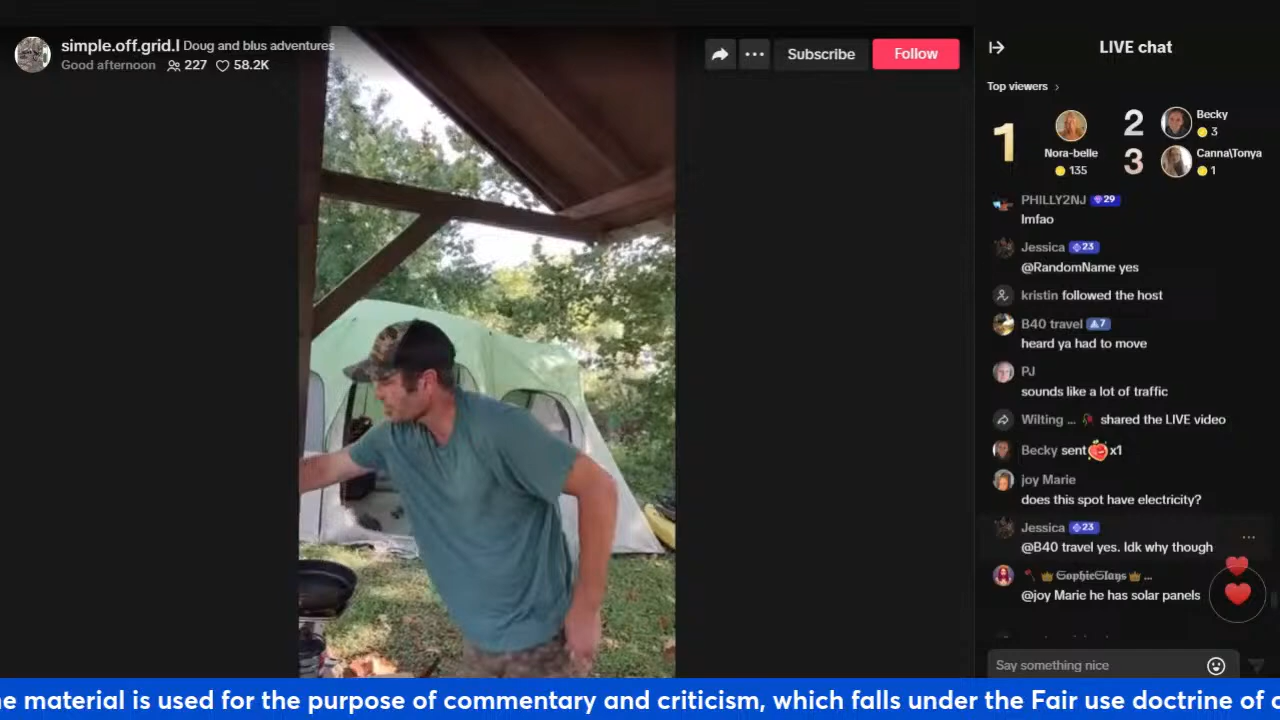 simple.off.grid.l Doug and blus adventures
Good afternoon 227 58.2K
Subscribe
Follow
LIVE chat
Top viewers
1
Nora-belle
135
2
Becky
3
3
Canna\Tonya
1
PHILLY2NJ 29
lmfao
Jessica 23
@RandomName yes
kristin followed the host
B40 travel 7
heard ya had to move
PJ
sounds like a lot of traffic
Wilting ... shared the LIVE video
Becky sent x1
joy Marie
does this spot have electricity?
Jessica 23
@B40 travel yes. Idk why though
𝕾𝖔𝖕𝖍𝖎𝖊𝕾𝖑𝖆𝖞𝖘 ...
@joy Marie he has solar panels
Say something nice
material is used for the purpose of commentary and criticism, which falls under the Fair use doctrine of